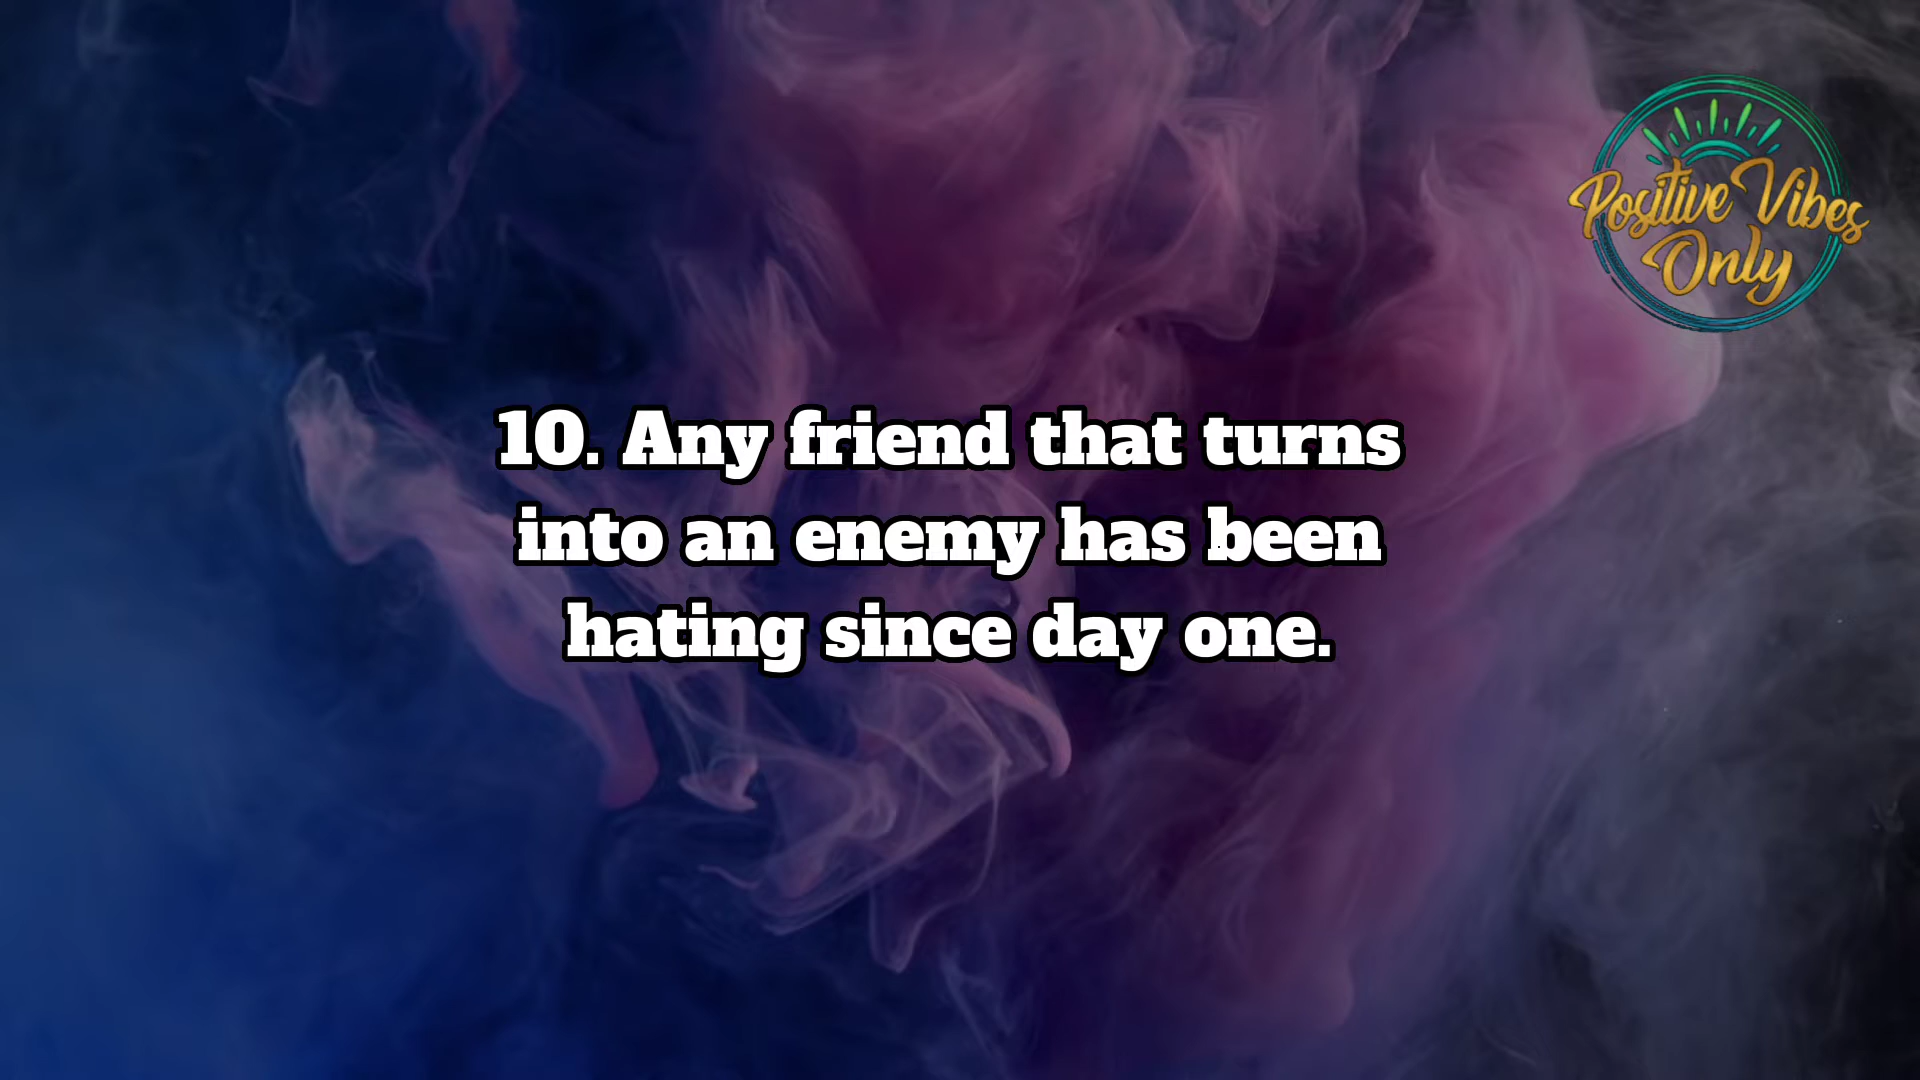 Positive Vibes
Only
10. Any friend that turns
into an enemy has been
hating since day one.